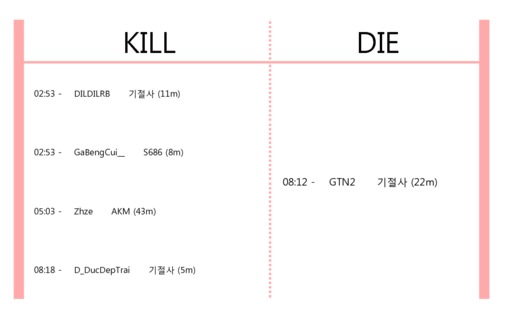 KILL
02:53 - DILDILRB 기절사 (11m)
02:53 - GaBengCui__ S686 (8m)
05:03 - Zhze AKM (43m)
08:18 - D_DucDepTrai 기절사 (5m)
DIE
08:12 - GTN2 기절사 (22m)